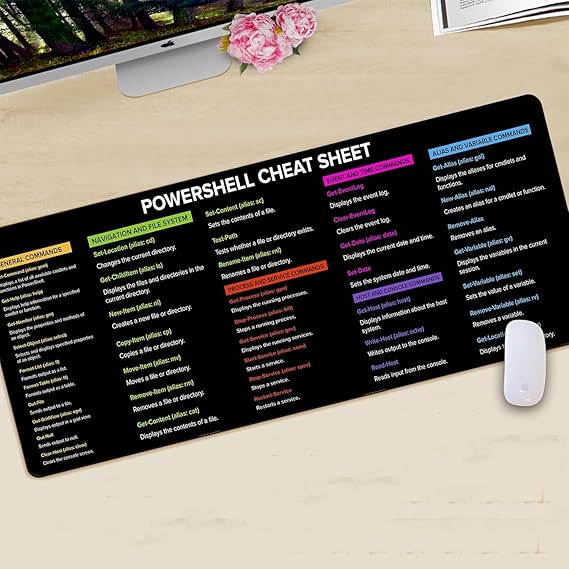 POWERSHELL CHEAT SHEET
GENERAL COMMANDS
Get-Command (alias: gcm)
Displays a list of all available cmdlets and
functions in PowerShell.
Get-Help (alias: help)
Displays help information for a specified
cmdlet or function.
Get-Member (alias: gm)
Displays the properties and methods of
an object.
Select-Object (alias: select)
Selects and displays specified properties
of an object.
Format-List (alias: fl)
Formats output as a list.
Format-Table (alias: ft)
Formats output as a table.
Out-File
Sends output to a file.
Out-GridView (alias: ogv)
Displays output in a grid view.
Out-Null
Sends output to null.
Clear-Host (alias: clear)
Clears the console screen.
NAVIGATION AND FILE SYSTEM
Set-Location (alias: cd)
Changes the current directory.
Get-ChildItem (alias: ls)
Displays the files and directories in the
current directory.
New-Item (alias: ni)
Creates a new file or directory.
Copy-Item (alias: cp)
Copies a file or directory.
Move-Item (alias: mv)
Moves a file or directory.
Remove-Item (alias: rm)
Removes a file or directory.
Get-Content (alias: cat)
Displays the contents of a file.
Set-Content (alias: sc)
Sets the contents of a file.
Test-Path
Tests whether a file or directory exists.
Rename-Item (alias: rni)
Renames a file or directory.
PROCESS AND SERVICE COMMANDS
Get-Process (alias: gps)
Displays the running processes.
Stop-Process (alias: kill)
Stops a running process.
Get-Service (alias: gsv)
Displays the running services.
Start-Service (alias: sasv)
Starts a service.
Stop-Service (alias: spsv)
Stops a service.
Restart-Service
Restarts a service.
EVENT AND TIME COMMANDS
Get-EventLog
Displays the event log.
Clear-EventLog
Clears the event log.
Get-Date (alias: date)
Displays the current date and time.
Set-Date
Sets the system date and time.
HOST AND CONSOLE COMMANDS
Get-Host (alias: host)
Displays information about the host
system.
Write-Host (alias: echo)
Writes output to the console.
Read-Host
Reads input from the console.
ALIAS AND VARIABLE COMMANDS
Get-Alias (alias: gal)
Displays the aliases for cmdlets and
functions.
New-Alias (alias: nal)
Creates an alias for a cmdlet or function.
Remove-Alias
Removes an alias.
Get-Variable (alias: gv)
Displays the variables in the current
session.
Set-Variable (alias: sv)
Sets the value of a variable.
Remove-Variable (alias: rv)
Removes a variable.
Get-Loca
Displays